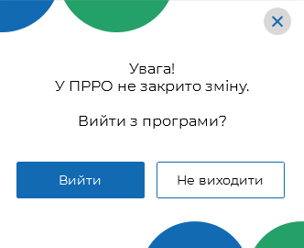 Увага!
У ПРРО не закрито зміну.
Вийти з програми?
Вийти
Не виходити